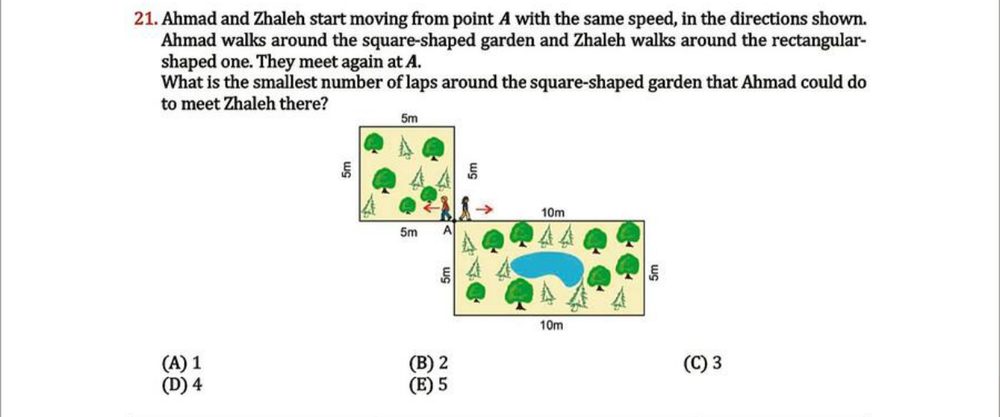 21. Ahmad and Zhaleh start moving from point A with the same speed, in the directions shown.
Ahmad walks around the square-shaped garden and Zhaleh walks around the rectangular-
shaped one. They meet again at A.
What is the smallest number of laps around the square-shaped garden that Ahmad could do
to meet Zhaleh there?
5m
5m
5m
5m
A
10m
5m
5m
10m
(A) 1
(B) 2
(C) 3
(D) 4
(E) 5